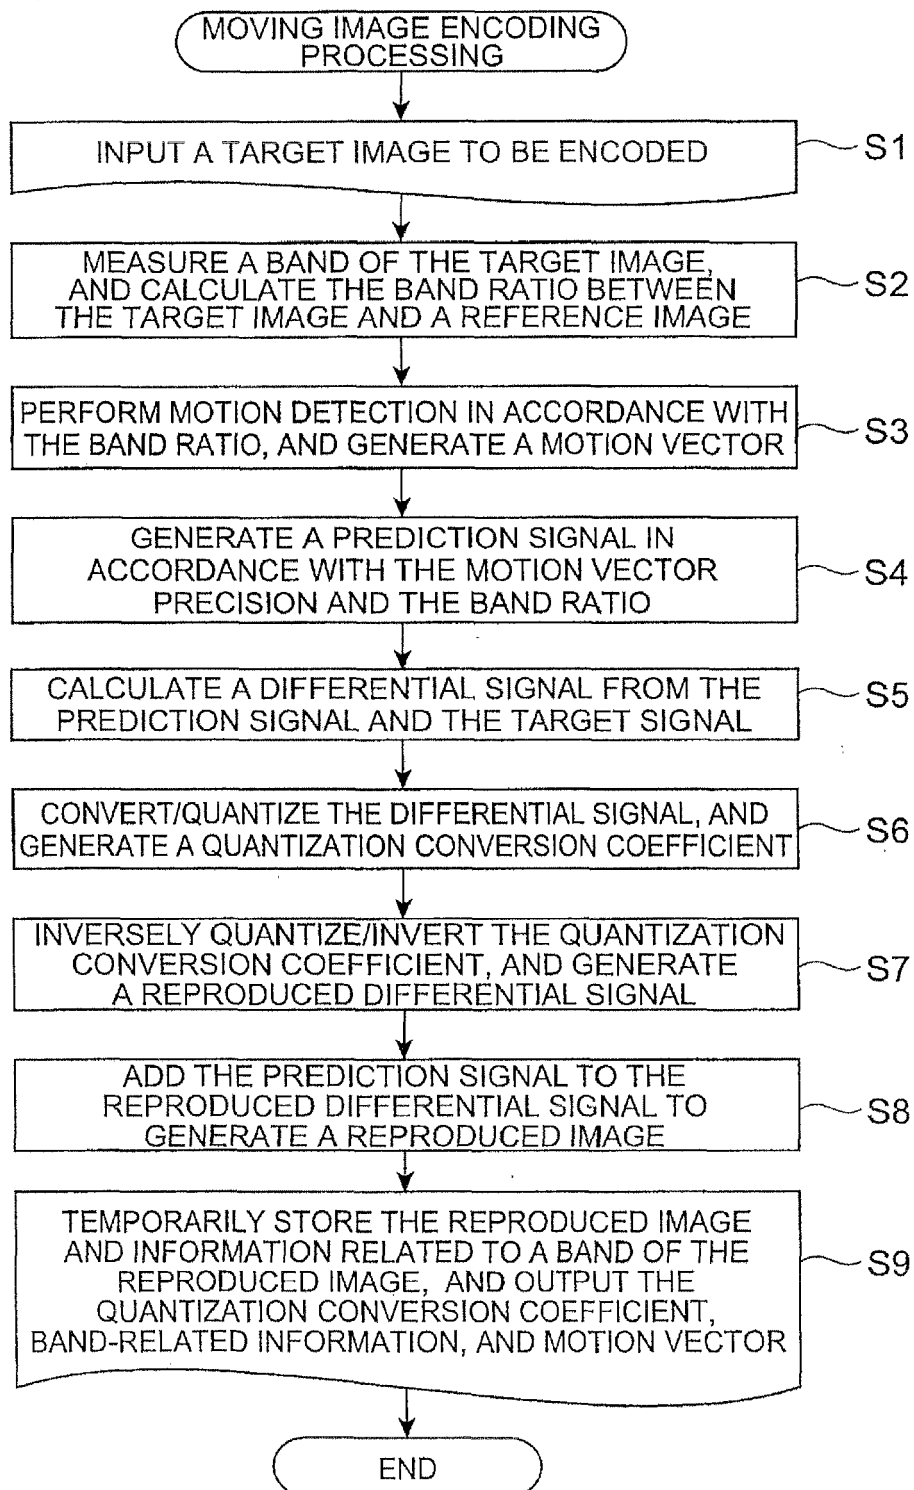 MOVING IMAGE ENCODING
PROCESSING
INPUT A TARGET IMAGE TO BE ENCODED
S1
MEASURE A BAND OF THE TARGET IMAGE,
AND CALCULATE THE BAND RATIO BETWEEN
THE TARGET IMAGE AND A REFERENCE IMAGE
S2
PERFORM MOTION DETECTION IN ACCORDANCE WITH
THE BAND RATIO, AND GENERATE A MOTION VECTOR
S3
GENERATE A PREDICTION SIGNAL IN
ACCORDANCE WITH THE MOTION VECTOR
PRECISION AND THE BAND RATIO
S4
CALCULATE A DIFFERENTIAL SIGNAL FROM THE
PREDICTION SIGNAL AND THE TARGET SIGNAL
S5
CONVERT/QUANTIZE THE DIFFERENTIAL SIGNAL, AND
GENERATE A QUANTIZATION CONVERSION COEFFICIENT
S6
INVERSELY QUANTIZE/INVERT THE QUANTIZATION
CONVERSION COEFFICIENT, AND GENERATE
A REPRODUCED DIFFERENTIAL SIGNAL
S7
ADD THE PREDICTION SIGNAL TO THE
REPRODUCED DIFFERENTIAL SIGNAL TO
GENERATE A REPRODUCED IMAGE
S8
TEMPORARILY STORE THE REPRODUCED IMAGE
AND INFORMATION RELATED TO A BAND OF THE
REPRODUCED IMAGE, AND OUTPUT THE
QUANTIZATION CONVERSION COEFFICIENT,
BAND-RELATED INFORMATION, AND MOTION VECTOR
S9
END